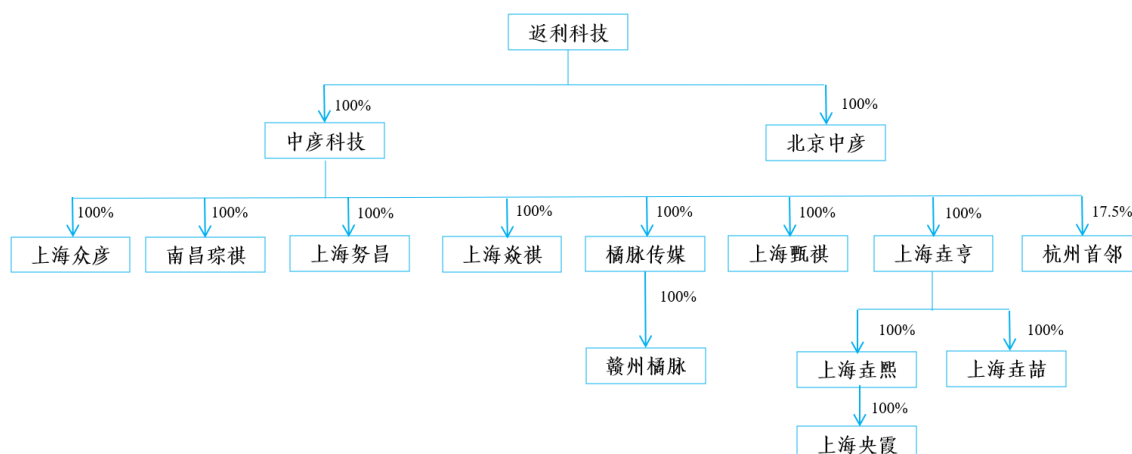 返利科技
100%
100%
中彦科技
北京中彦
100%
100%
100%
100%
100%
100%
100%
17.5%
上海众彦
南昌琮祺
上海努昌
上海焱祺
橘脉传媒
上海甄祺
上海垚亨
杭州首邻
100%
100%
100%
赣州橘脉
上海垚熙
上海垚喆
100%
上海央霞